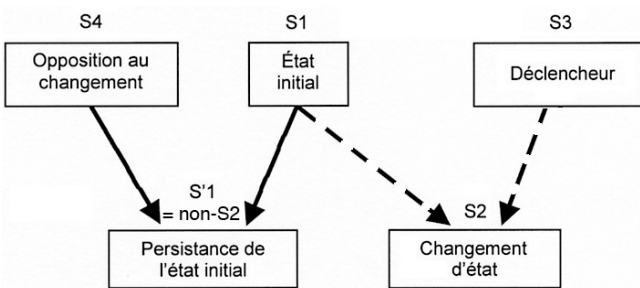 S4
S1
S3
Opposition au
changement
État
initial
Déclencheur
S'1
= non-S2
S2
Persistance de
l'état initial
Changement
d'état